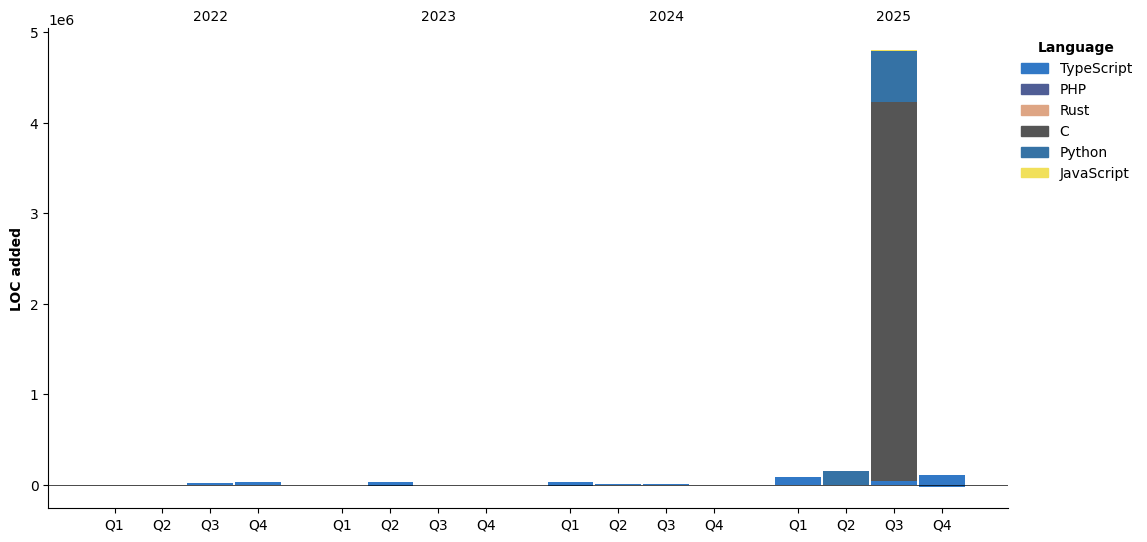 1e6
2022 2023 2024 2025
5
4
3
2
1
0
LOC added
Q1 Q2 Q3 Q4 Q1 Q2 Q3 Q4 Q1 Q2 Q3 Q4 Q1 Q2 Q3 Q4
Language
TypeScript
PHP
Rust
C
Python
JavaScript